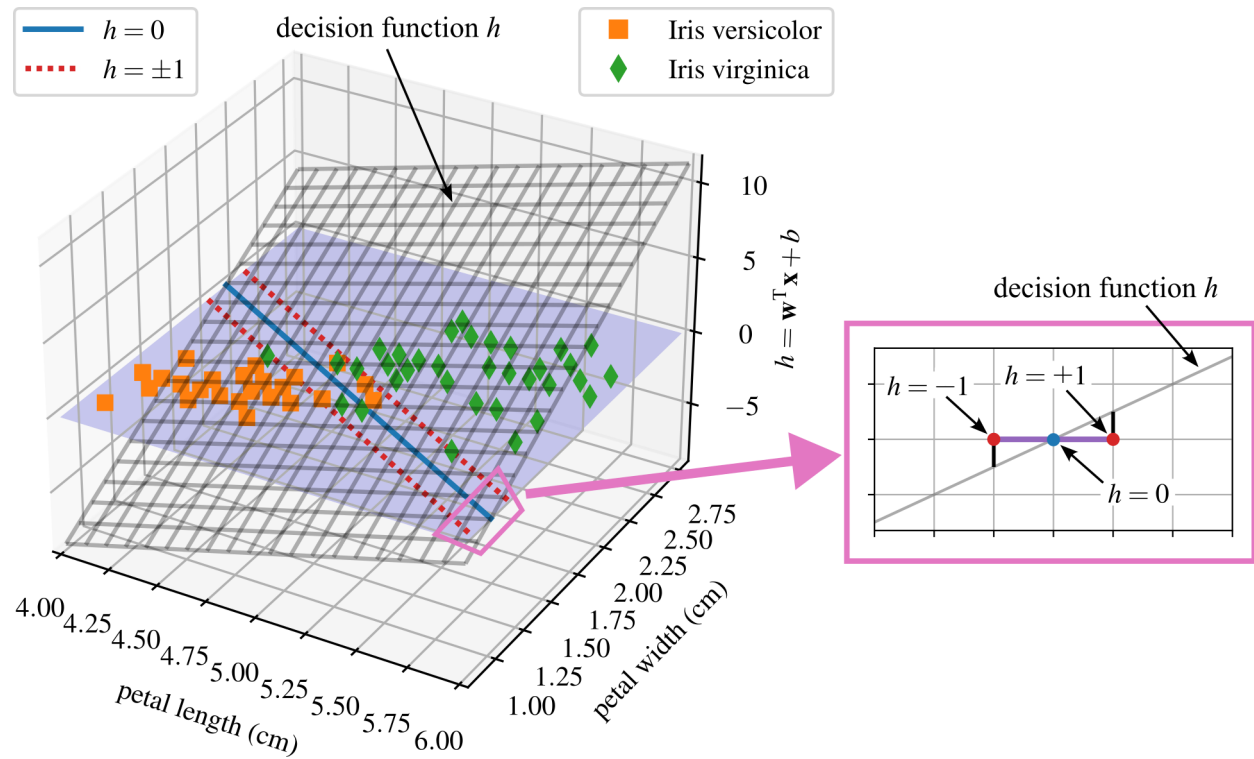 h = 0
h = ±1
decision function h
Iris versicolor
Iris virginica
10
5
0
−5
h = wᵀx + b
4.00
4.25
4.50
4.75
5.00
5.25
5.50
5.75
6.00
petal length (cm)
1.00
1.25
1.50
1.75
2.00
2.25
2.50
2.75
petal width (cm)
decision function h
h = −1
h = +1
h = 0